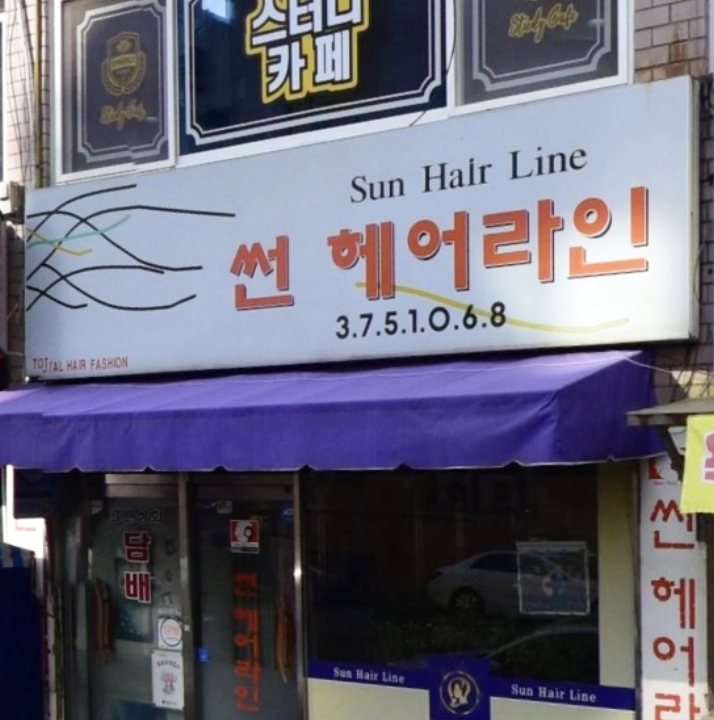 스터디
카페
Study Cafe
Study Cafe
Sun Hair Line
썬 헤어라인
3.7.5.1.0.6.8
TOTAL HAIR FASHION
담배
썬헤어라인
Sun Hair Line
Sun Hair Line
썬헤어라